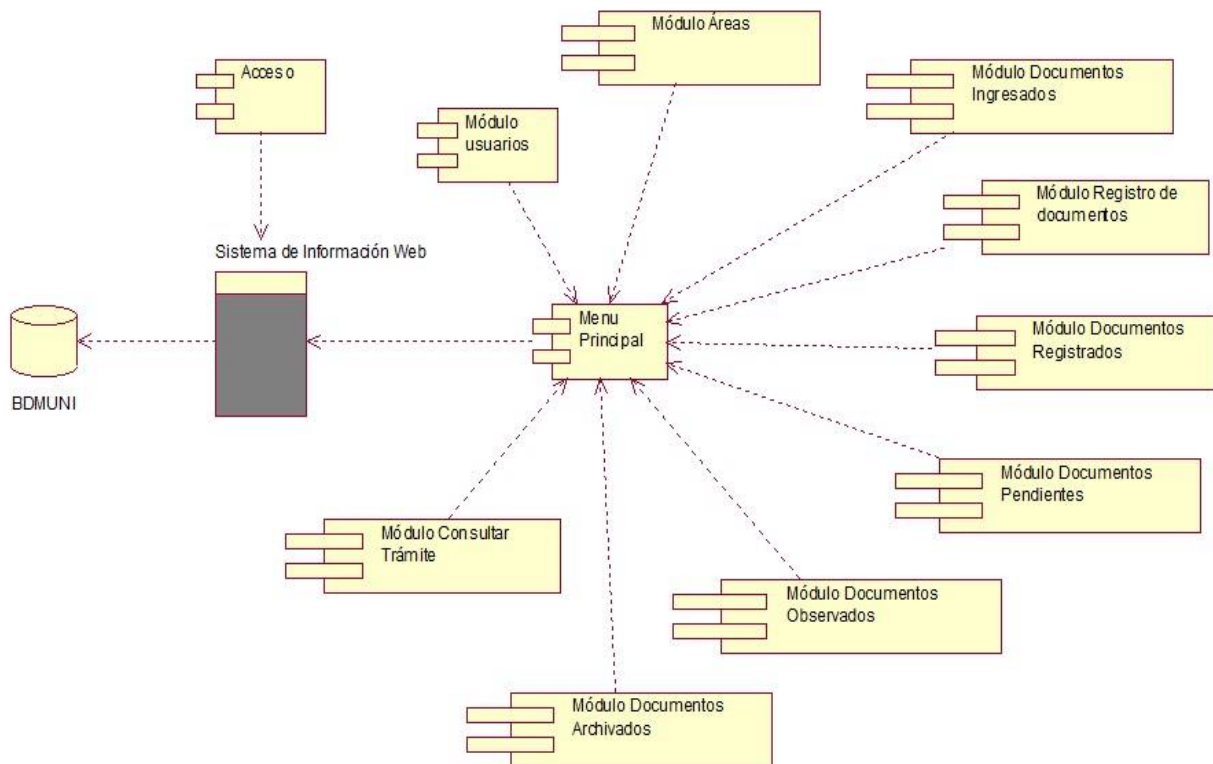 Módulo Áreas
Acceso
Módulo Documentos
Ingresados
Módulo
usuarios
Módulo Registro de
documentos
Sistema de Información Web
Menu
Principal
Módulo Documentos
Registrados
BDMUNI
Módulo Documentos
Pendientes
Módulo Consultar
Trámite
Módulo Documentos
Observados
Módulo Documentos
Archivados